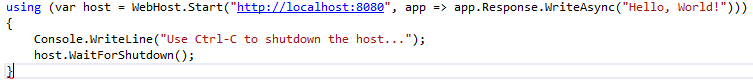 using (var host = WebHost.Start("http://localhost:8080", app => app.Response.WriteAsync("Hello, World!")))
{
    Console.WriteLine("Use Ctrl-C to shutdown the host...");
    host.WaitForShutdown();
}